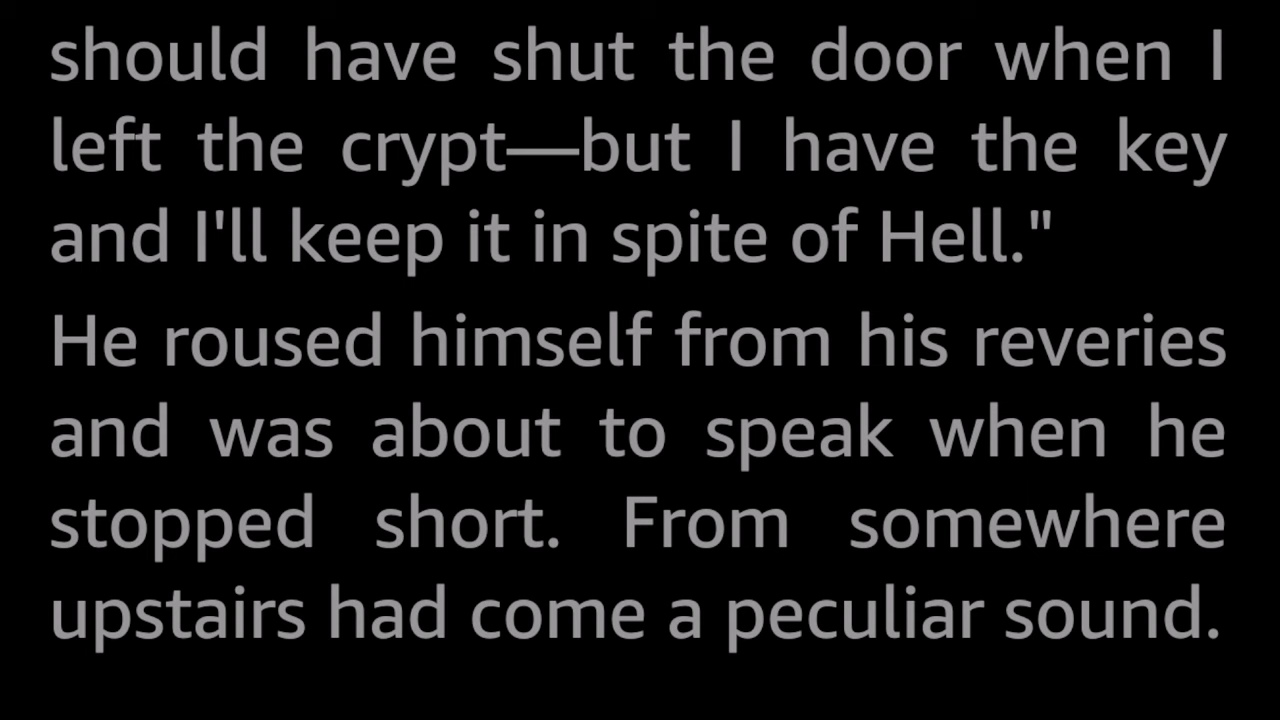 should have shut the door when I
left the crypt—but I have the key
and I'll keep it in spite of Hell."
He roused himself from his reveries
and was about to speak when he
stopped short. From somewhere
upstairs had come a peculiar sound.